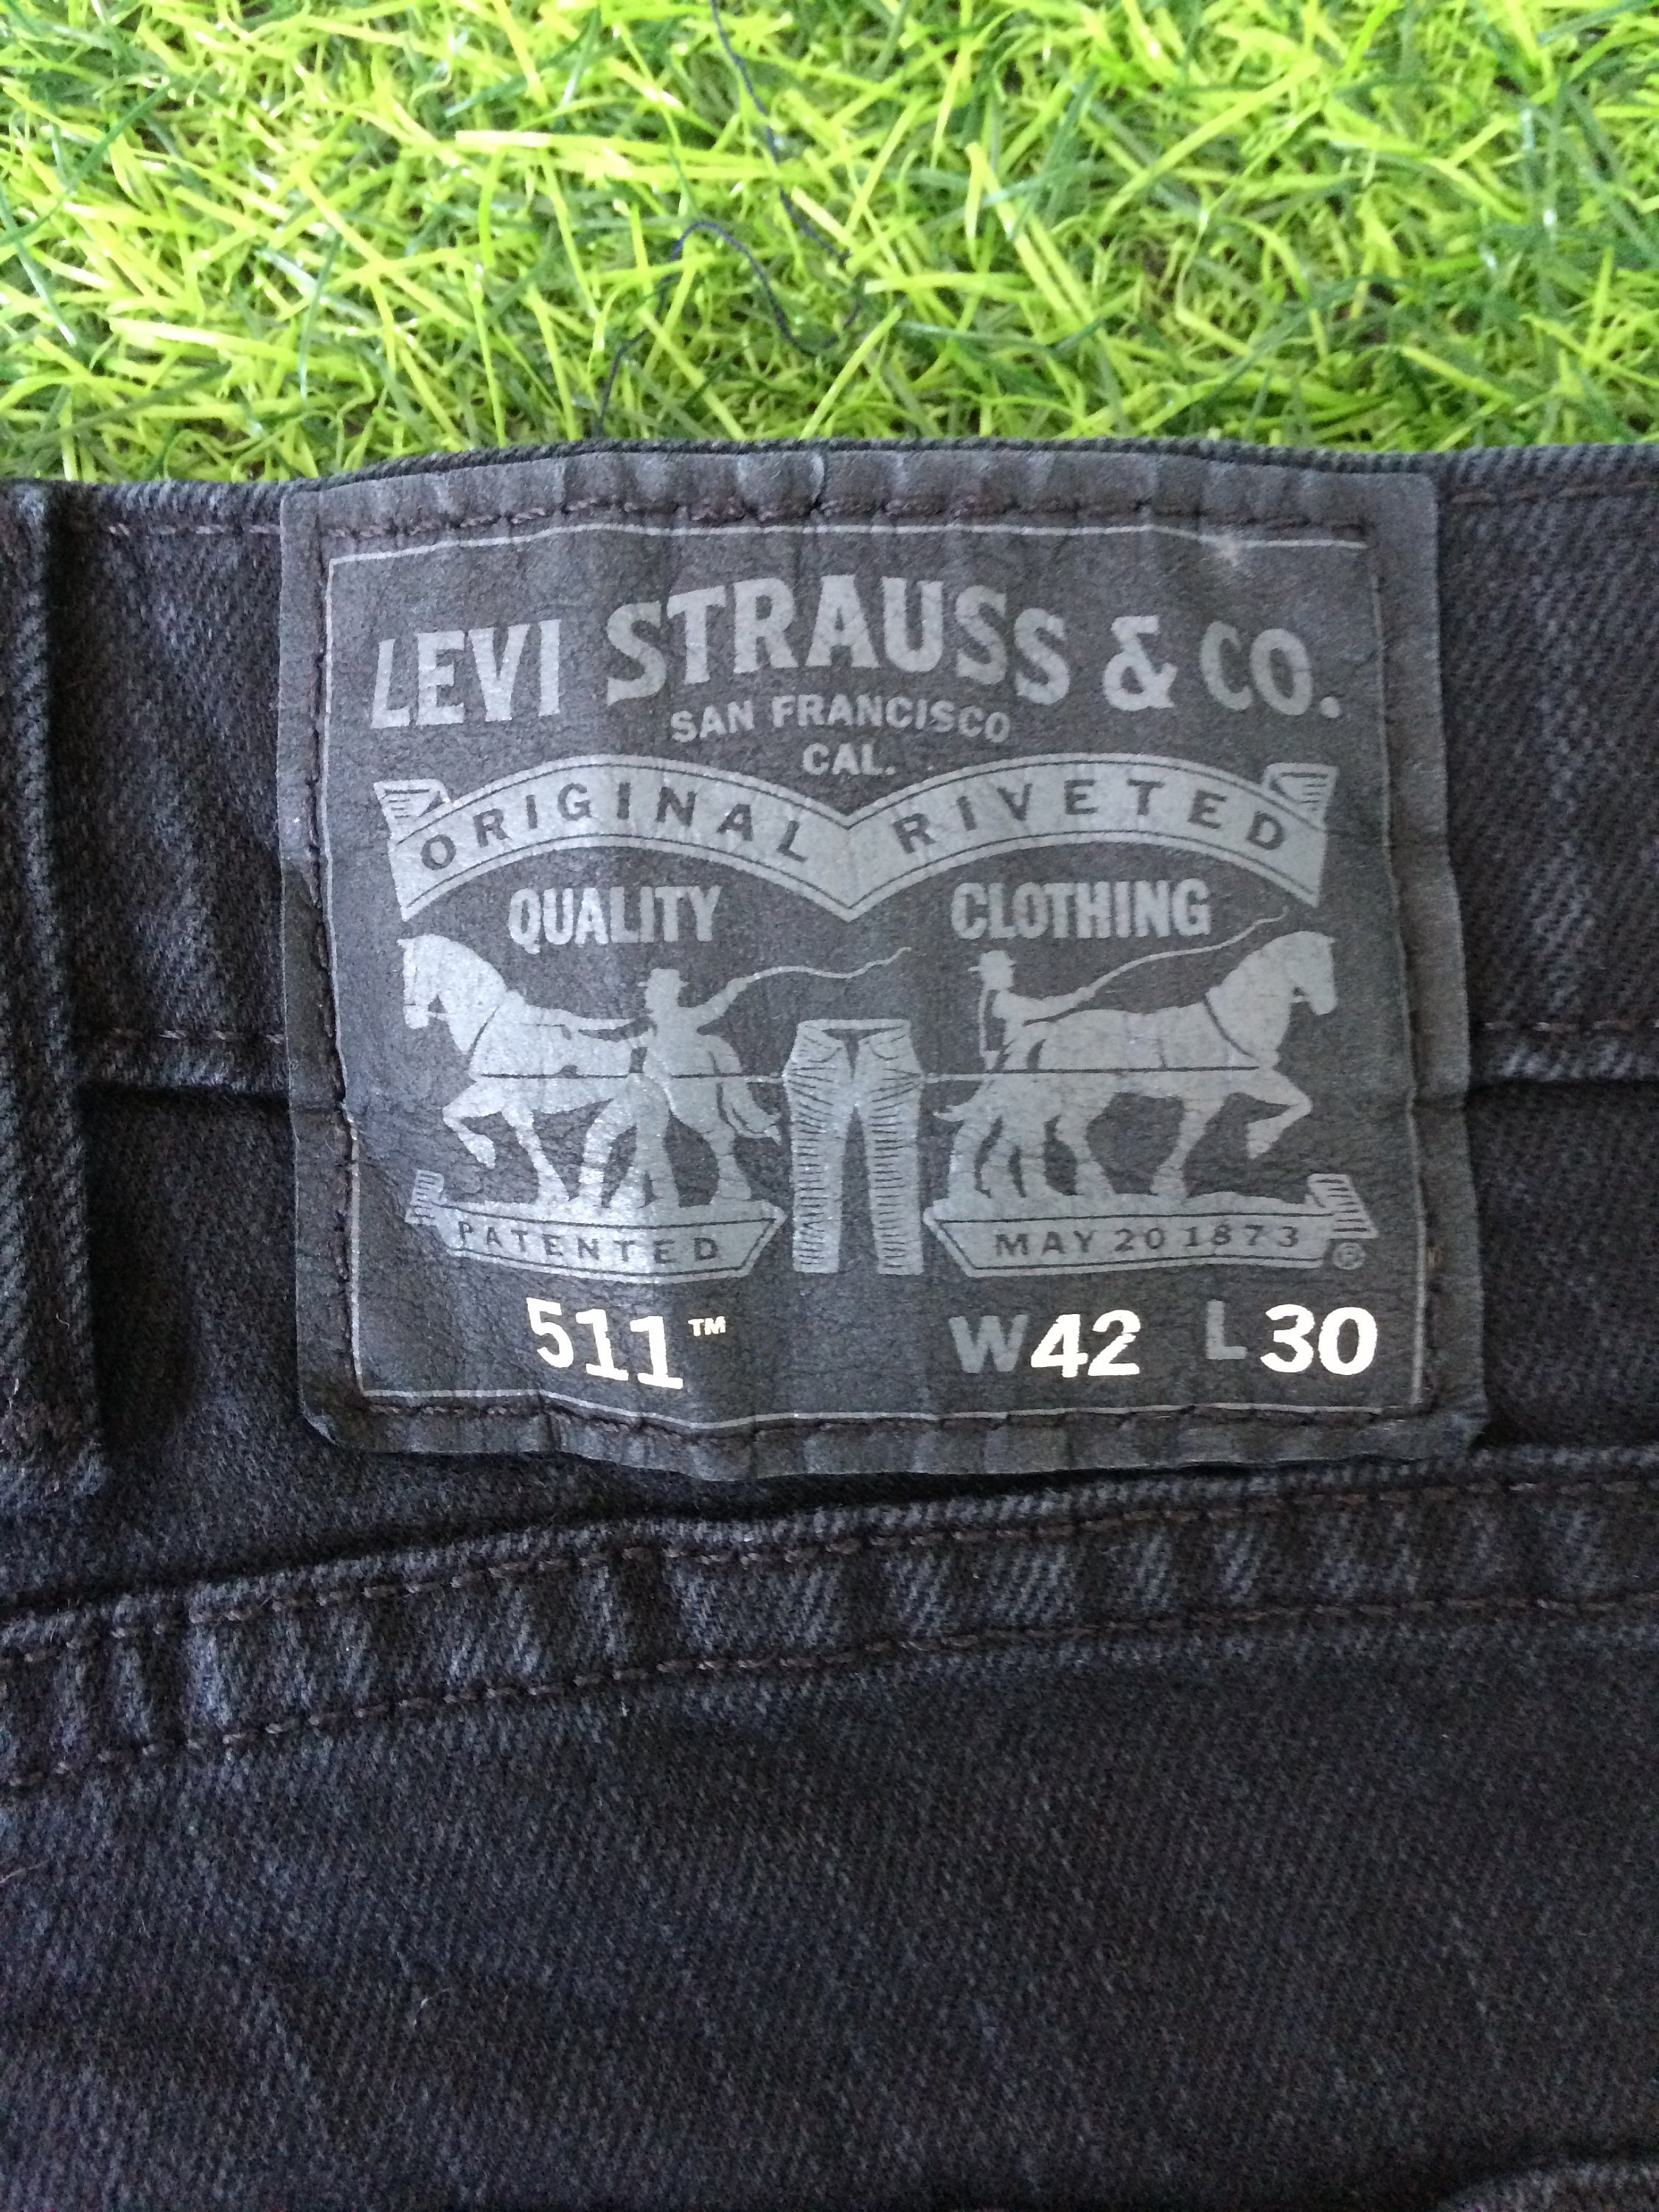 LEVI STRAUSS & CO.
SAN FRANCISCO
CAL.
ORIGINAL RIVETED
QUALITY CLOTHING
PATENTED MAY 20 1873 ®
511™ W42 L30